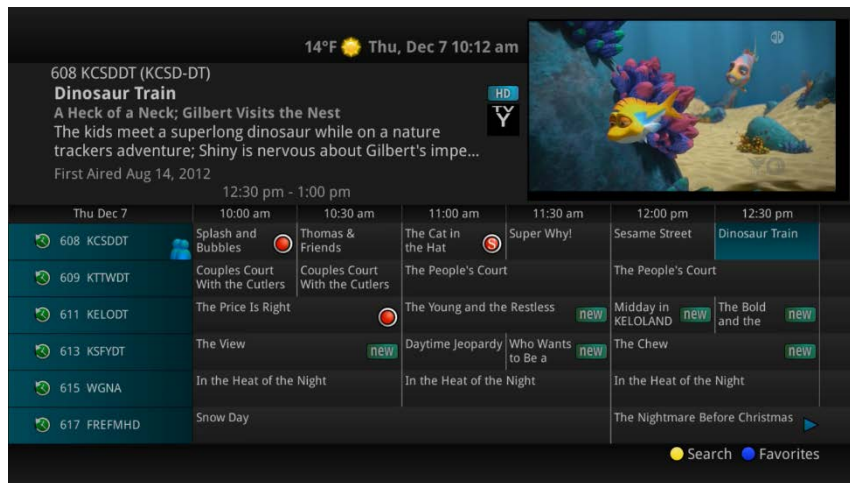 14°F Thu, Dec 7 10:12 am
608 KCSDDT (KCSD-DT)
Dinosaur Train
HD
A Heck of a Neck; Gilbert Visits the Nest
TV
Y
The kids meet a superlong dinosaur while on a nature
trackers adventure; Shiny is nervous about Gilbert's impe...
First Aired Aug 14, 2012
12:30 pm - 1:00 pm
Thu Dec 7 10:00 am 10:30 am 11:00 am 11:30 am 12:00 pm 12:30 pm
608 KCSDDT
Splash and
Bubbles
Thomas &
Friends
The Cat in
the Hat
S
Super Why!
Sesame Street
Dinosaur Train
609 KTTWDT
Couples Court
With the Cutlers
Couples Court
With the Cutlers
The People's Court
The People's Court
611 KELODT
The Price Is Right
The Young and the Restless
new
Midday in
KELOLAND
new
The Bold
and the
new
613 KSFYDT
The View
new
Daytime Jeopardy
Who Wants
to Be a
new
The Chew
new
615 WGNA
In the Heat of the Night
In the Heat of the Night
In the Heat of the Night
617 FREFMHD
Snow Day
The Nightmare Before Christmas
Search Favorites